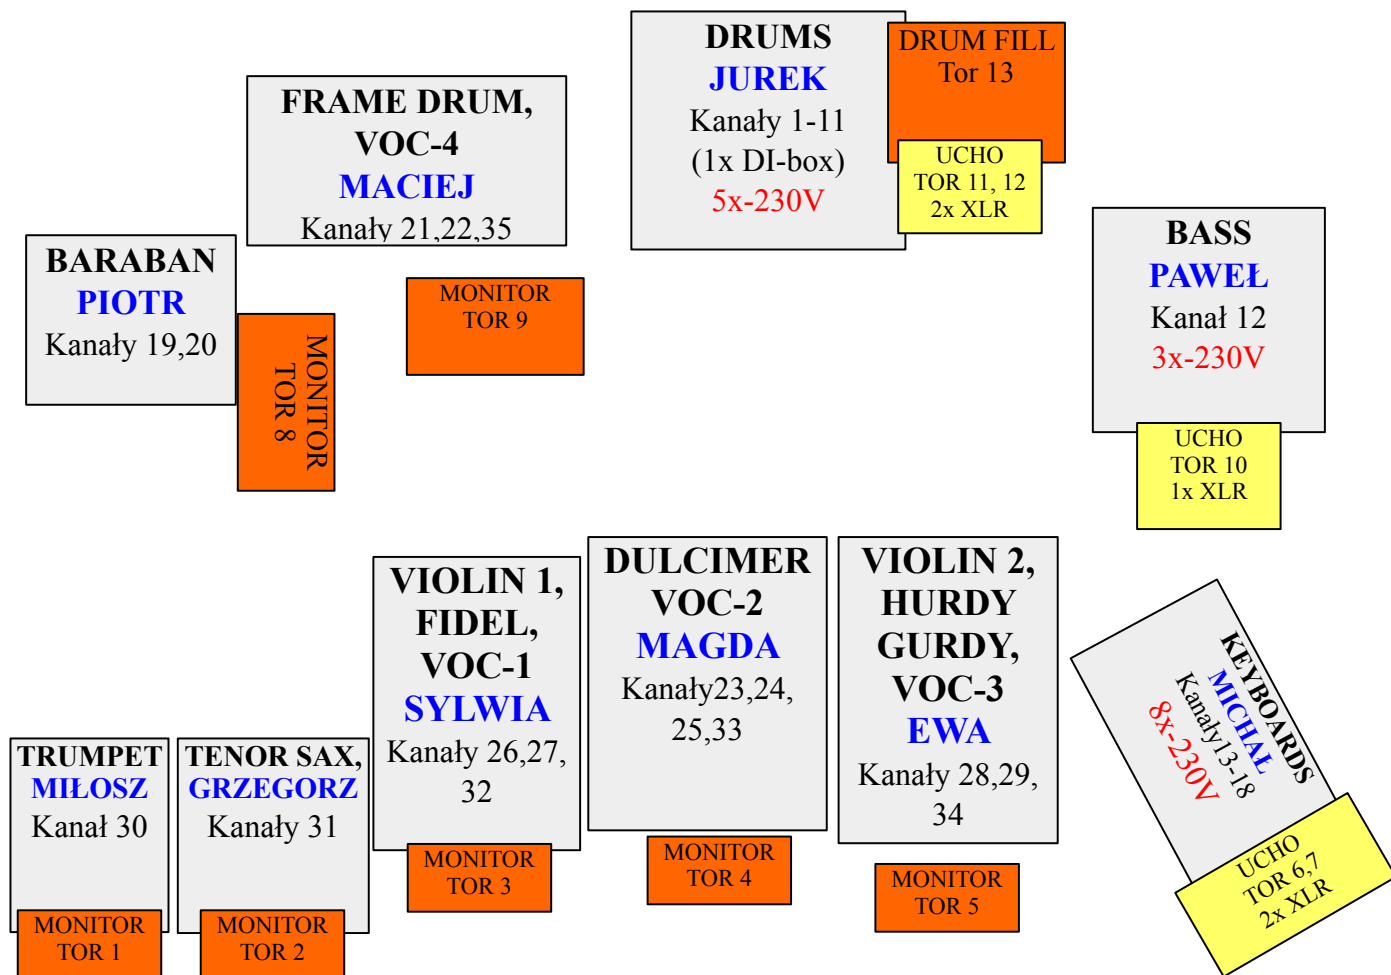 DRUMS
JUREK
Kanały 1-11
(1x DI-box)
5x-230V
DRUM FILL
Tor 13
UCHO
TOR 11, 12
2x XLR
FRAME DRUM,
VOC-4
MACIEJ
Kanały 21,22,35
MONITOR
TOR 9
BARABAN
PIOTR
Kanały 19,20
MONITOR
TOR 8
BASS
PAWEŁ
Kanał 12
3x-230V
UCHO
TOR 10
1x XLR
TRUMPET
MIŁOSZ
Kanał 30
MONITOR
TOR 1
TENOR SAX,
GRZEGORZ
Kanały 31
MONITOR
TOR 2
VIOLIN 1,
FIDEL,
VOC-1
SYLWIA
Kanały 26,27,
32
MONITOR
TOR 3
DULCIMER
VOC-2
MAGDA
Kanały23,24,
25,33
MONITOR
TOR 4
VIOLIN 2,
HURDY
GURDY,
VOC-3
EWA
Kanały 28,29,
34
MONITOR
TOR 5
KEYBOARDS
MICHAŁ
Kanały13-18
8x-230V
UCHO
TOR 6,7
2x XLR